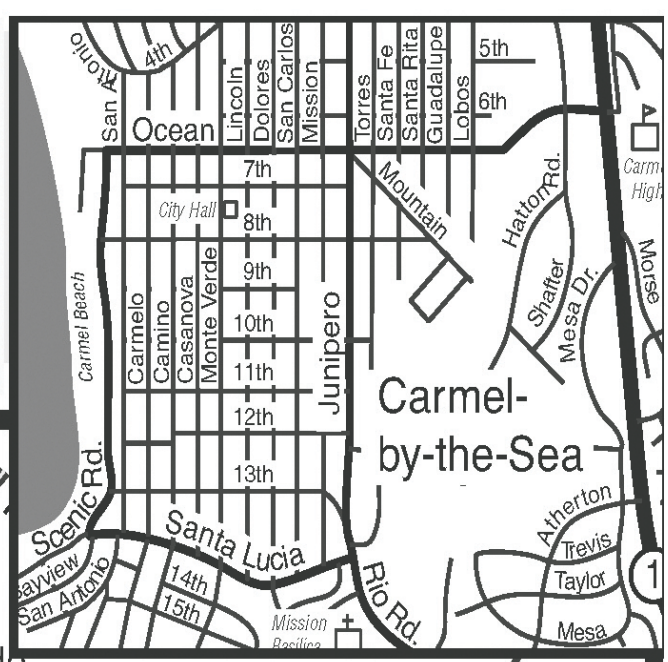 4th
San Antonio
Lincoln
Dolores
San Carlos
Mission
Torres
Santa Fe
Santa Rita
Guadalupe
Lobos
5th
6th
Ocean
7th
City Hall
8th
Mountain
Hatton Rd.
Shafter
Mesa Dr.
Morse
Carmel Beach
Carmelo
Camino
Casanova
Monte Verde
9th
10th
11th
12th
13th
Junipero
Carmel-
by-the-Sea
Scenic Rd.
Santa Lucia
San Antonio
14th
15th
Mission
Basilica
Rio Rd.
Atherton
Trevis
Taylor
Mesa
1